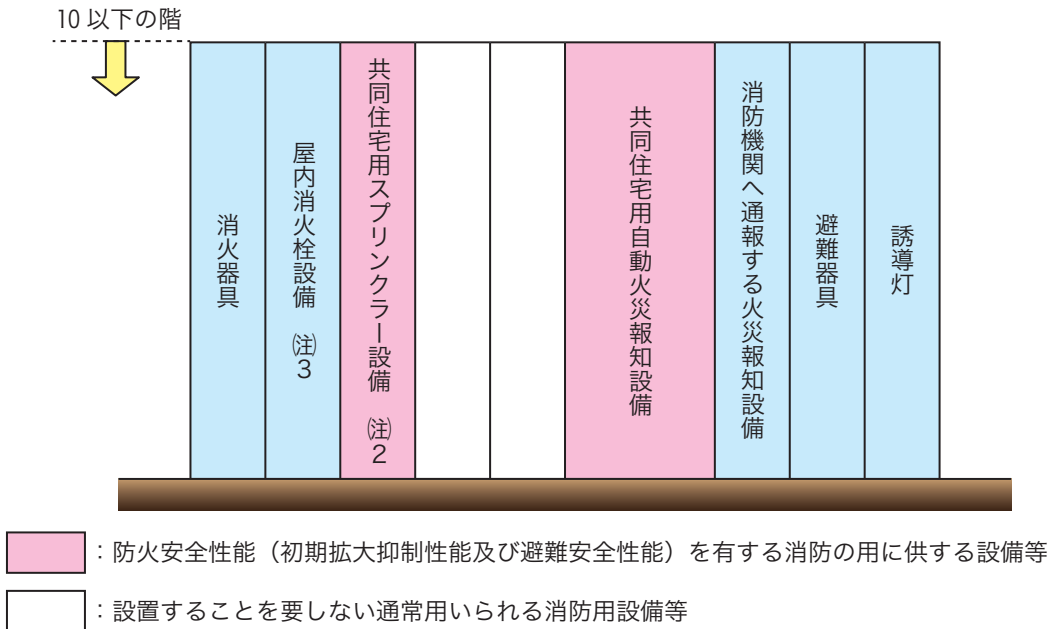 10 以下の階
消火器具
屋内消火栓設備 ㈟3
共同住宅用スプリンクラー設備 ㈟2
共同住宅用自動火災報知設備
消防機関へ通報する火災報知設備
避難器具
誘導灯
：防火安全性能（初期拡大抑制性能及び避難安全性能）を有する消防の用に供する設備等
：設置することを要しない通常用いられる消防用設備等